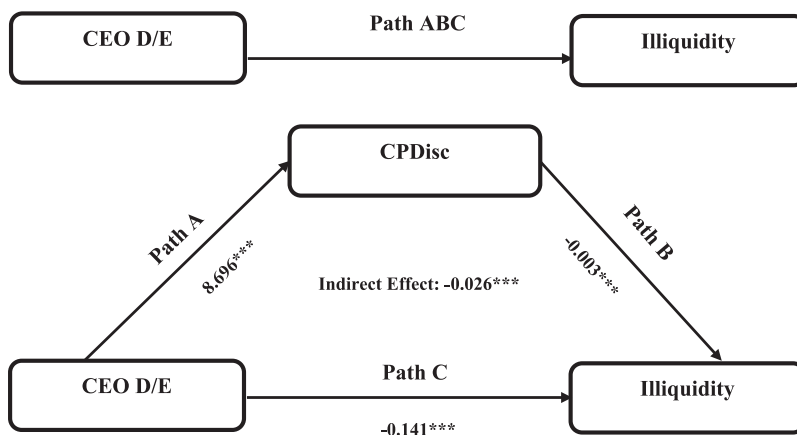 CEO D/E
Path ABC
Illiquidity
CPDisc
Path A
8.696***
Path B
-0.003***
Indirect Effect: -0.026***
CEO D/E
Path C
Illiquidity
-0.141***